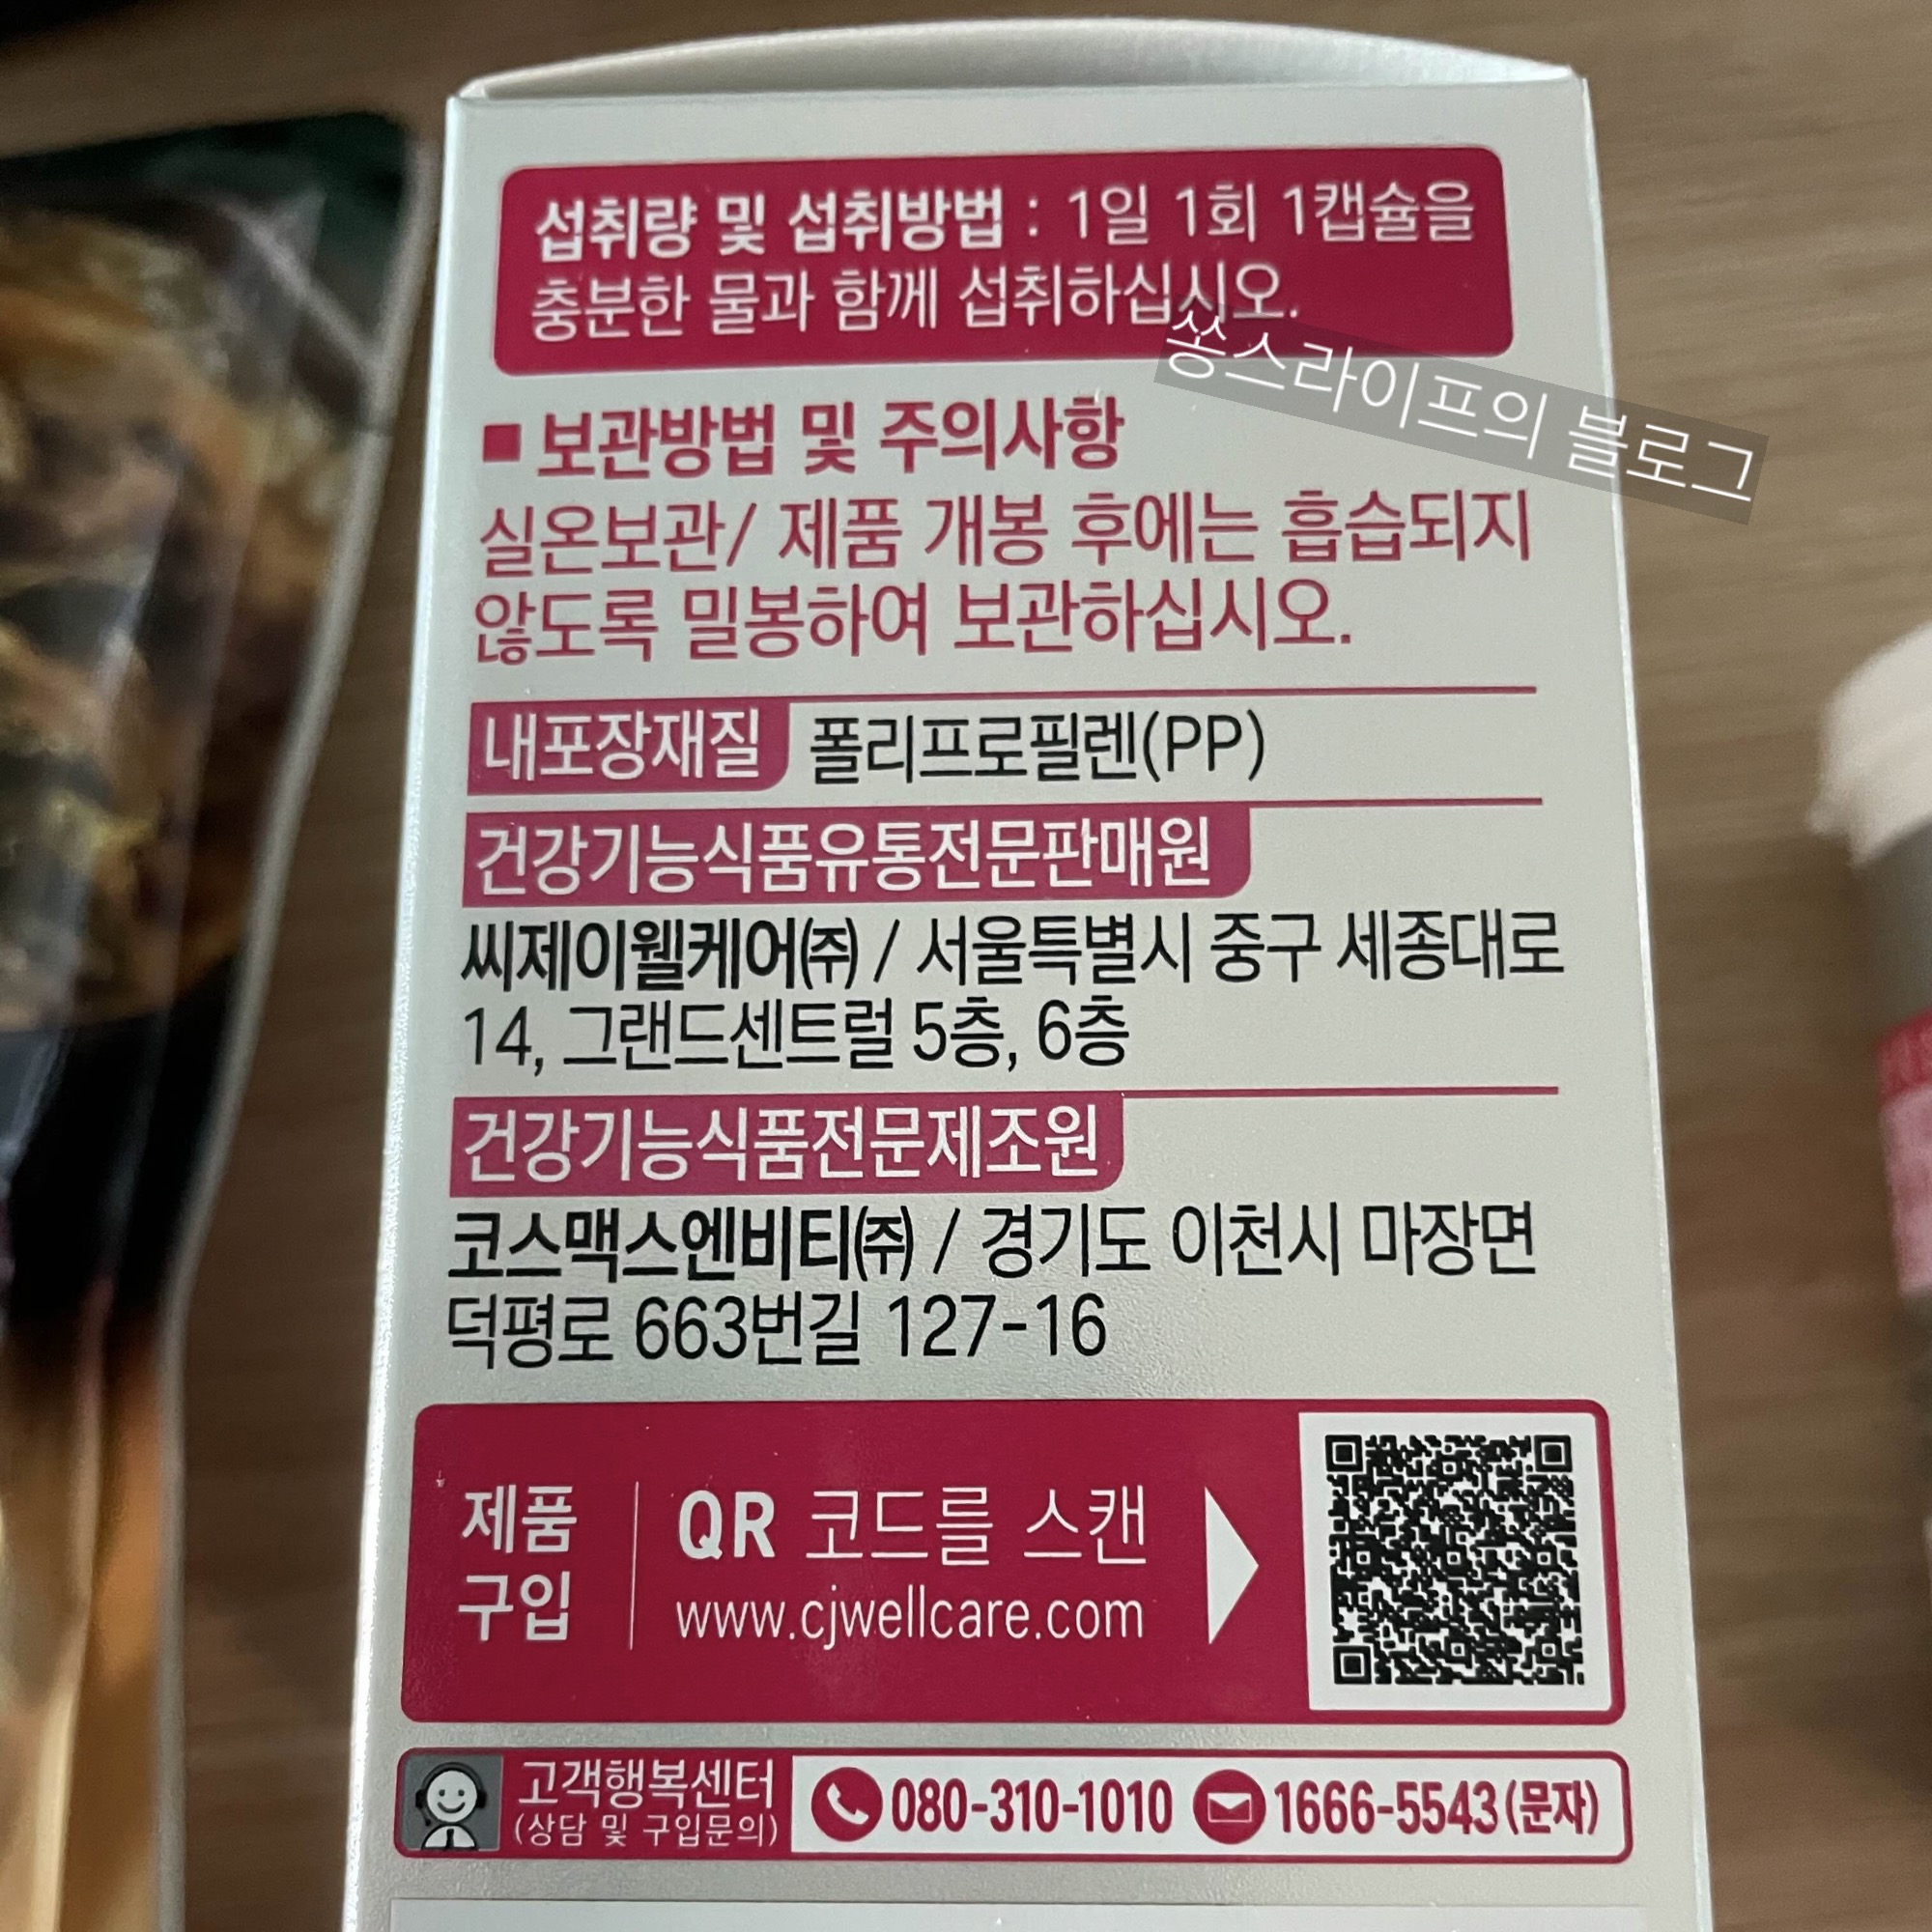 섭취량 및 섭취방법 : 1일 1회 1캡슐을
충분한 물과 함께 섭취하십시오.
쏭스라이프의 블로그
■ 보관방법 및 주의사항
실온보관/ 제품 개봉 후에는 흡습되지
않도록 밀봉하여 보관하십시오.
내포장재질 폴리프로필렌(PP)
건강기능식품유통전문판매원
씨제이웰케어㈜ / 서울특별시 중구 세종대로
14, 그랜드센트럴 5층, 6층
건강기능식품전문제조원
코스맥스엔비티㈜ / 경기도 이천시 마장면
덕평로 663번길 127-16
제품
구입
QR 코드를 스캔
www.cjwellcare.com
고객행복센터
(상담 및 구입문의)
080-310-1010 1666-5543(문자)